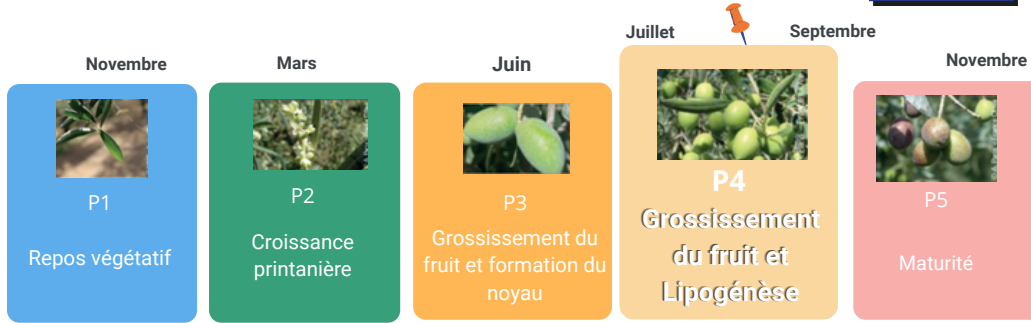 Novembre
Mars
Juin
Juillet
Septembre
Novembre
P1
Repos végétatif
P2
Croissance
printanière
P3
Grossissement du
fruit et formation du
noyau
P4
Grossissement
du fruit et
Lipogénèse
P5
Maturité